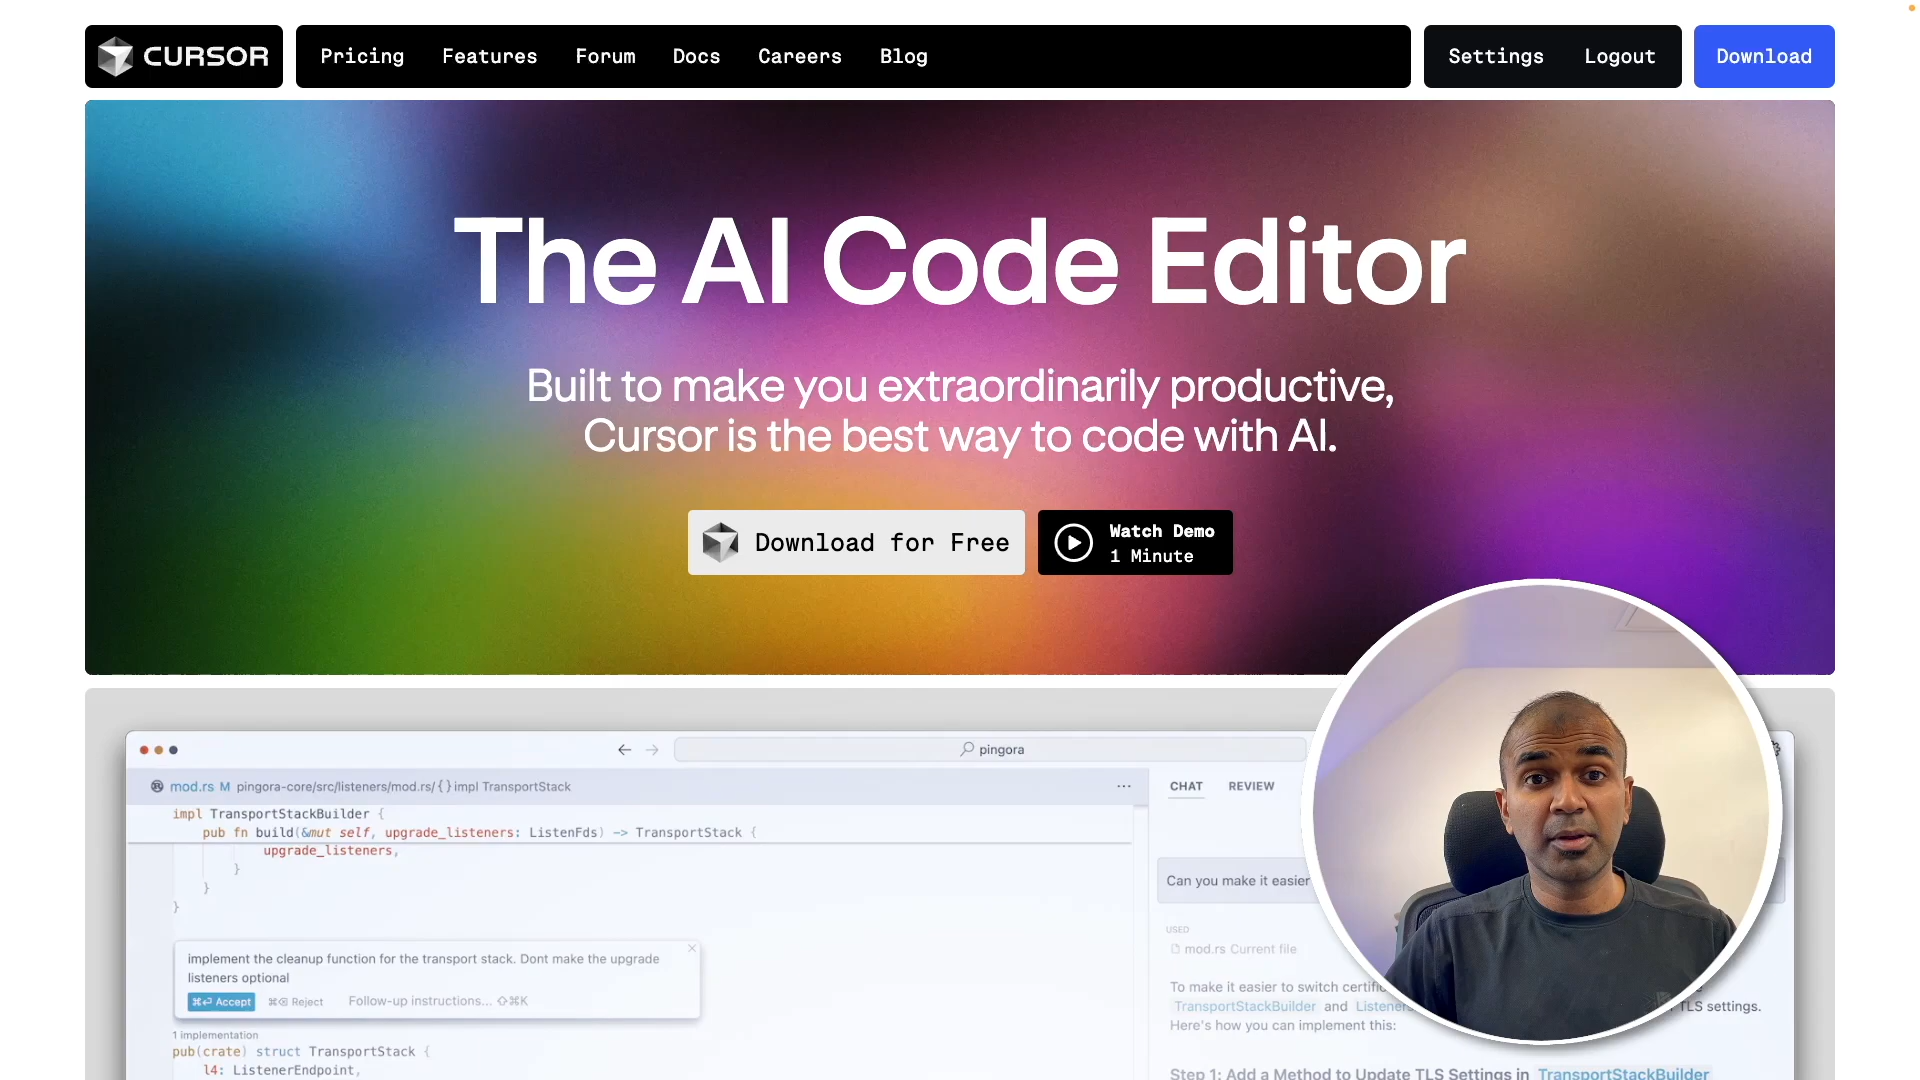 CURSOR
Pricing Features Forum Docs Careers Blog
Settings Logout
Download
The AI Code Editor
Built to make you extraordinarily productive,
Cursor is the best way to code with AI.
Download for Free
Watch Demo
1 Minute
pingora
mod.rs M pingora-core/src/listeners/mod.rs/{} impl TransportStack
...
impl TransportStackBuilder {
pub fn build(&mut self, upgrade_listeners: ListenFds) -> TransportStack {
upgrade_listeners,
}
}
}
implement the cleanup function for the transport stack. Dont make the upgrade
listeners optional
⌘⏎ Accept ⌘⌫ Reject Follow-up instructions... ⇧⌘K
1 implementation
pub(crate) struct TransportStack {
l4: ListenerEndpoint,
CHAT REVIEW
Can you make it easier
USED
mod.rs Current file
To make it easier to switch
TransportStackBuilder and TLS settings.
Here's how you can implement this:
Step 1: Add a Method to Update TLS Settings in TransportStackBuilder